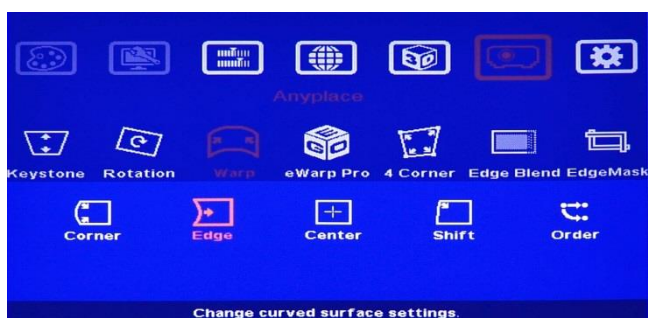 3D
Anyplace
Keystone Rotation Warp eWarp Pro 4 Corner Edge Blend EdgeMask
Corner Edge Center Shift Order
Change curved surface settings.